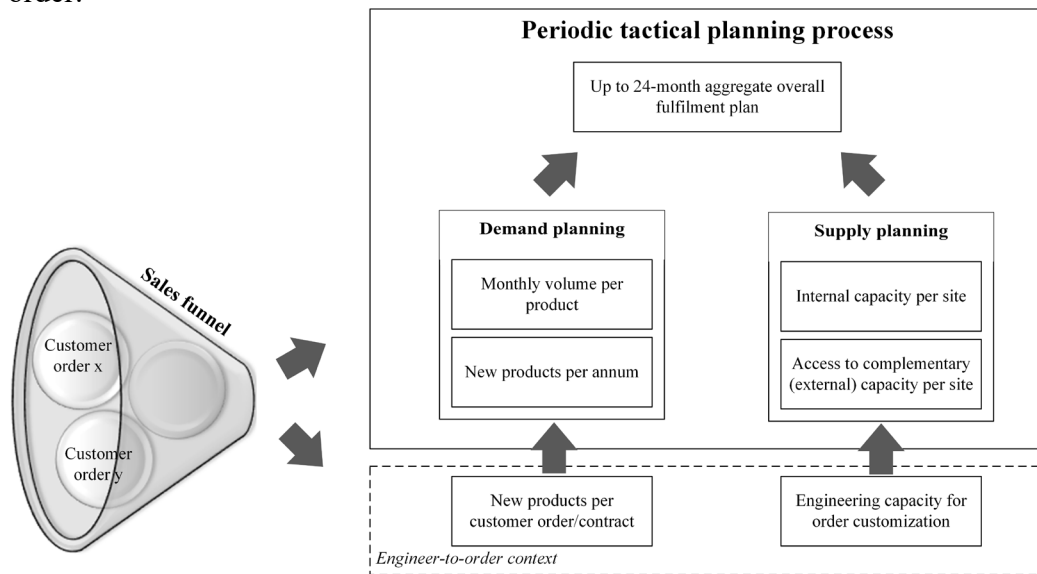 order.
Periodic tactical planning process
Up to 24-month aggregate overall
fulfilment plan
Demand planning
Monthly volume per
product
New products per annum
Supply planning
Internal capacity per site
Access to complementary
(external) capacity per site
Sales funnel
Customer
order x
Customer
order y
New products per
customer order/contract
Engineering capacity for
order customization
Engineer-to-order context